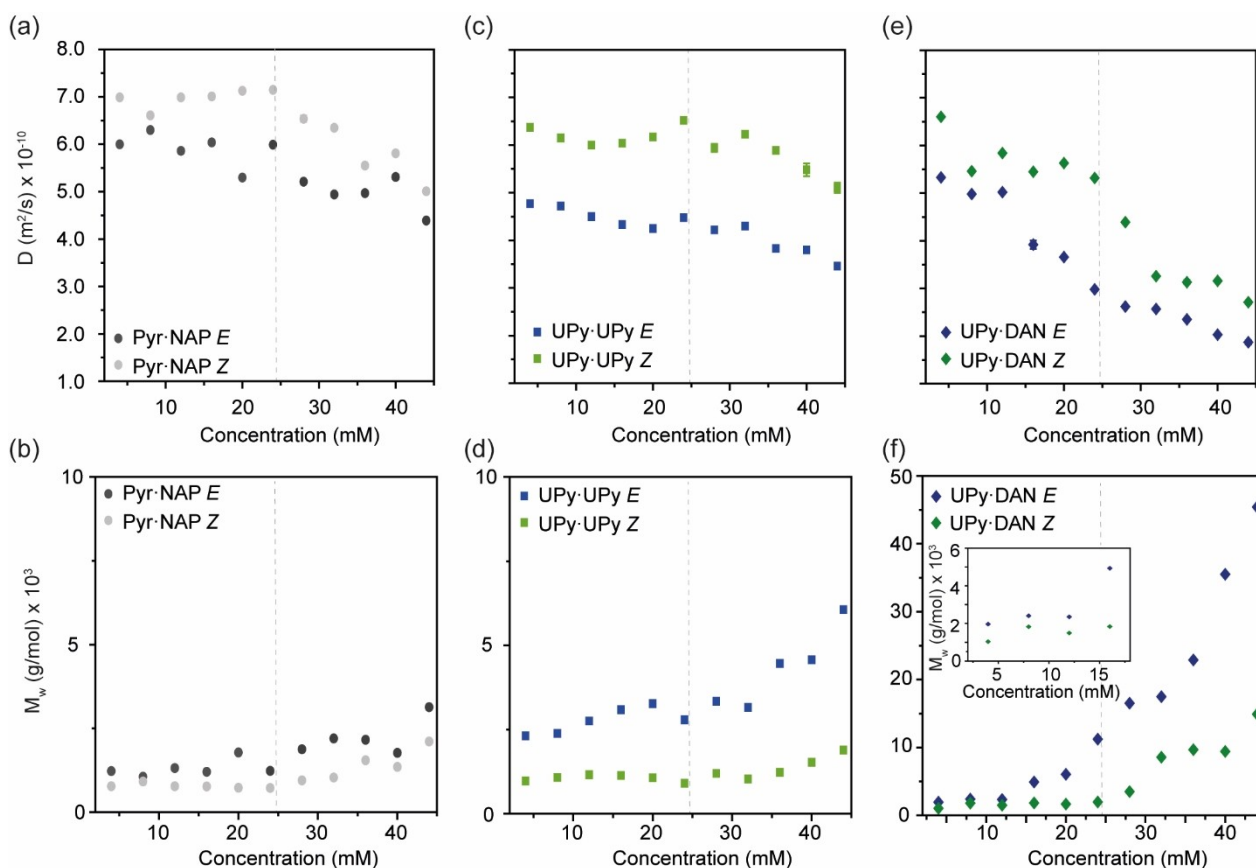 (a)
8.0
7.0
6.0
5.0
4.0
3.0
2.0
1.0
D (m²/s) x 10⁻¹⁰
Pyr·NAP E
Pyr·NAP Z
10 20 30 40
Concentration (mM)
(c)
UPy·UPy E
UPy·UPy Z
10 20 30 40
Concentration (mM)
(e)
UPy·DAN E
UPy·DAN Z
10 20 30 40
Concentration (mM)
(b)
10
5
0
M_w (g/mol) x 10³
Pyr·NAP E
Pyr·NAP Z
10 20 30 40
Concentration (mM)
(d)
10
5
0
UPy·UPy E
UPy·UPy Z
10 20 30 40
Concentration (mM)
(f)
50
45
40
35
30
25
20
15
10
5
0
UPy·DAN E
UPy·DAN Z
6
4
2
0
M_w (g/mol) x 10³
5 10 15
Concentration (mM)
10 20 30 40
Concentration (mM)